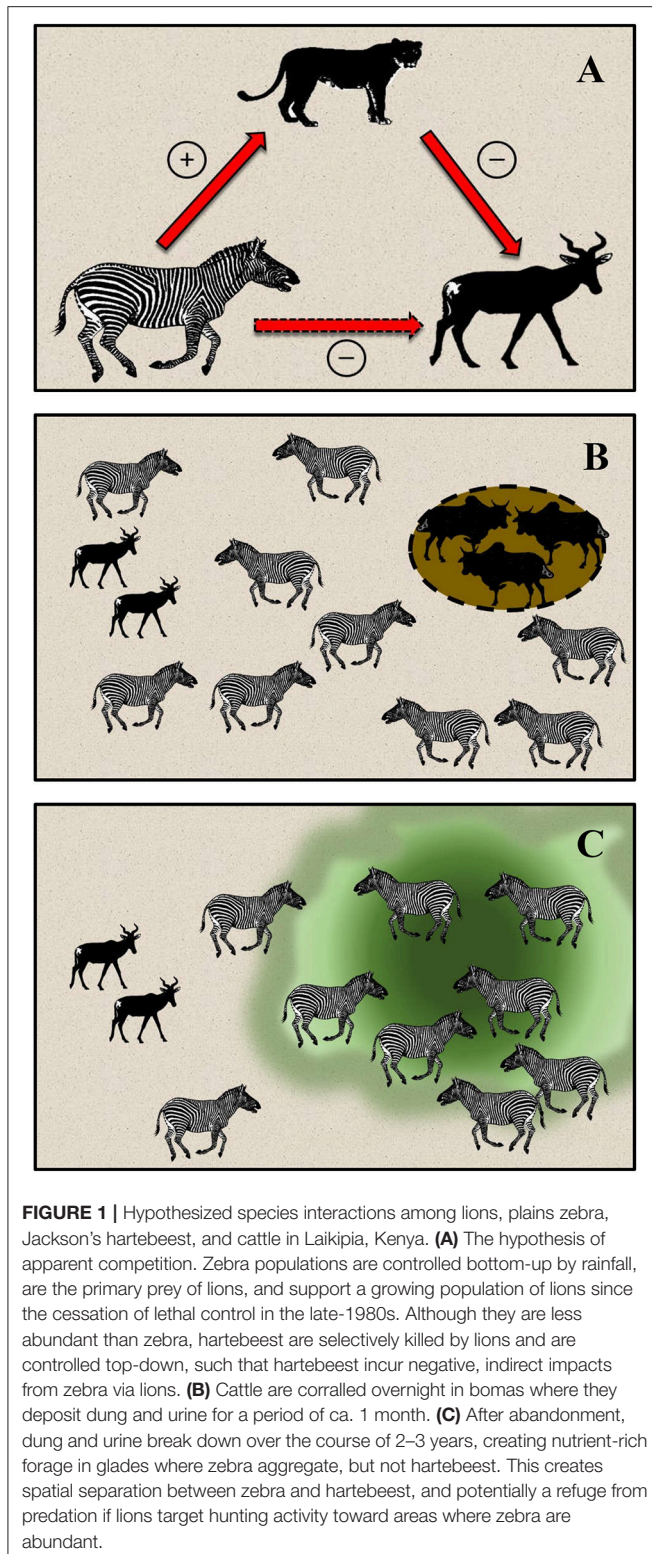 A
+
−
−
B
C
FIGURE 1 | Hypothesized species interactions among lions, plains zebra,
Jackson's hartebeest, and cattle in Laikipia, Kenya. (A) The hypothesis of
apparent competition. Zebra populations are controlled bottom-up by rainfall,
are the primary prey of lions, and support a growing population of lions since
the cessation of lethal control in the late-1980s. Although they are less
abundant than zebra, hartebeest are selectively killed by lions and are
controlled top-down, such that hartebeest incur negative, indirect impacts
from zebra via lions. (B) Cattle are corralled overnight in bomas where they
deposit dung and urine for a period of ca. 1 month. (C) After abandonment,
dung and urine break down over the course of 2–3 years, creating nutrient-rich
forage in glades where zebra aggregate, but not hartebeest. This creates
spatial separation between zebra and hartebeest, and potentially a refuge from
predation if lions target hunting activity toward areas where zebra are
abundant.